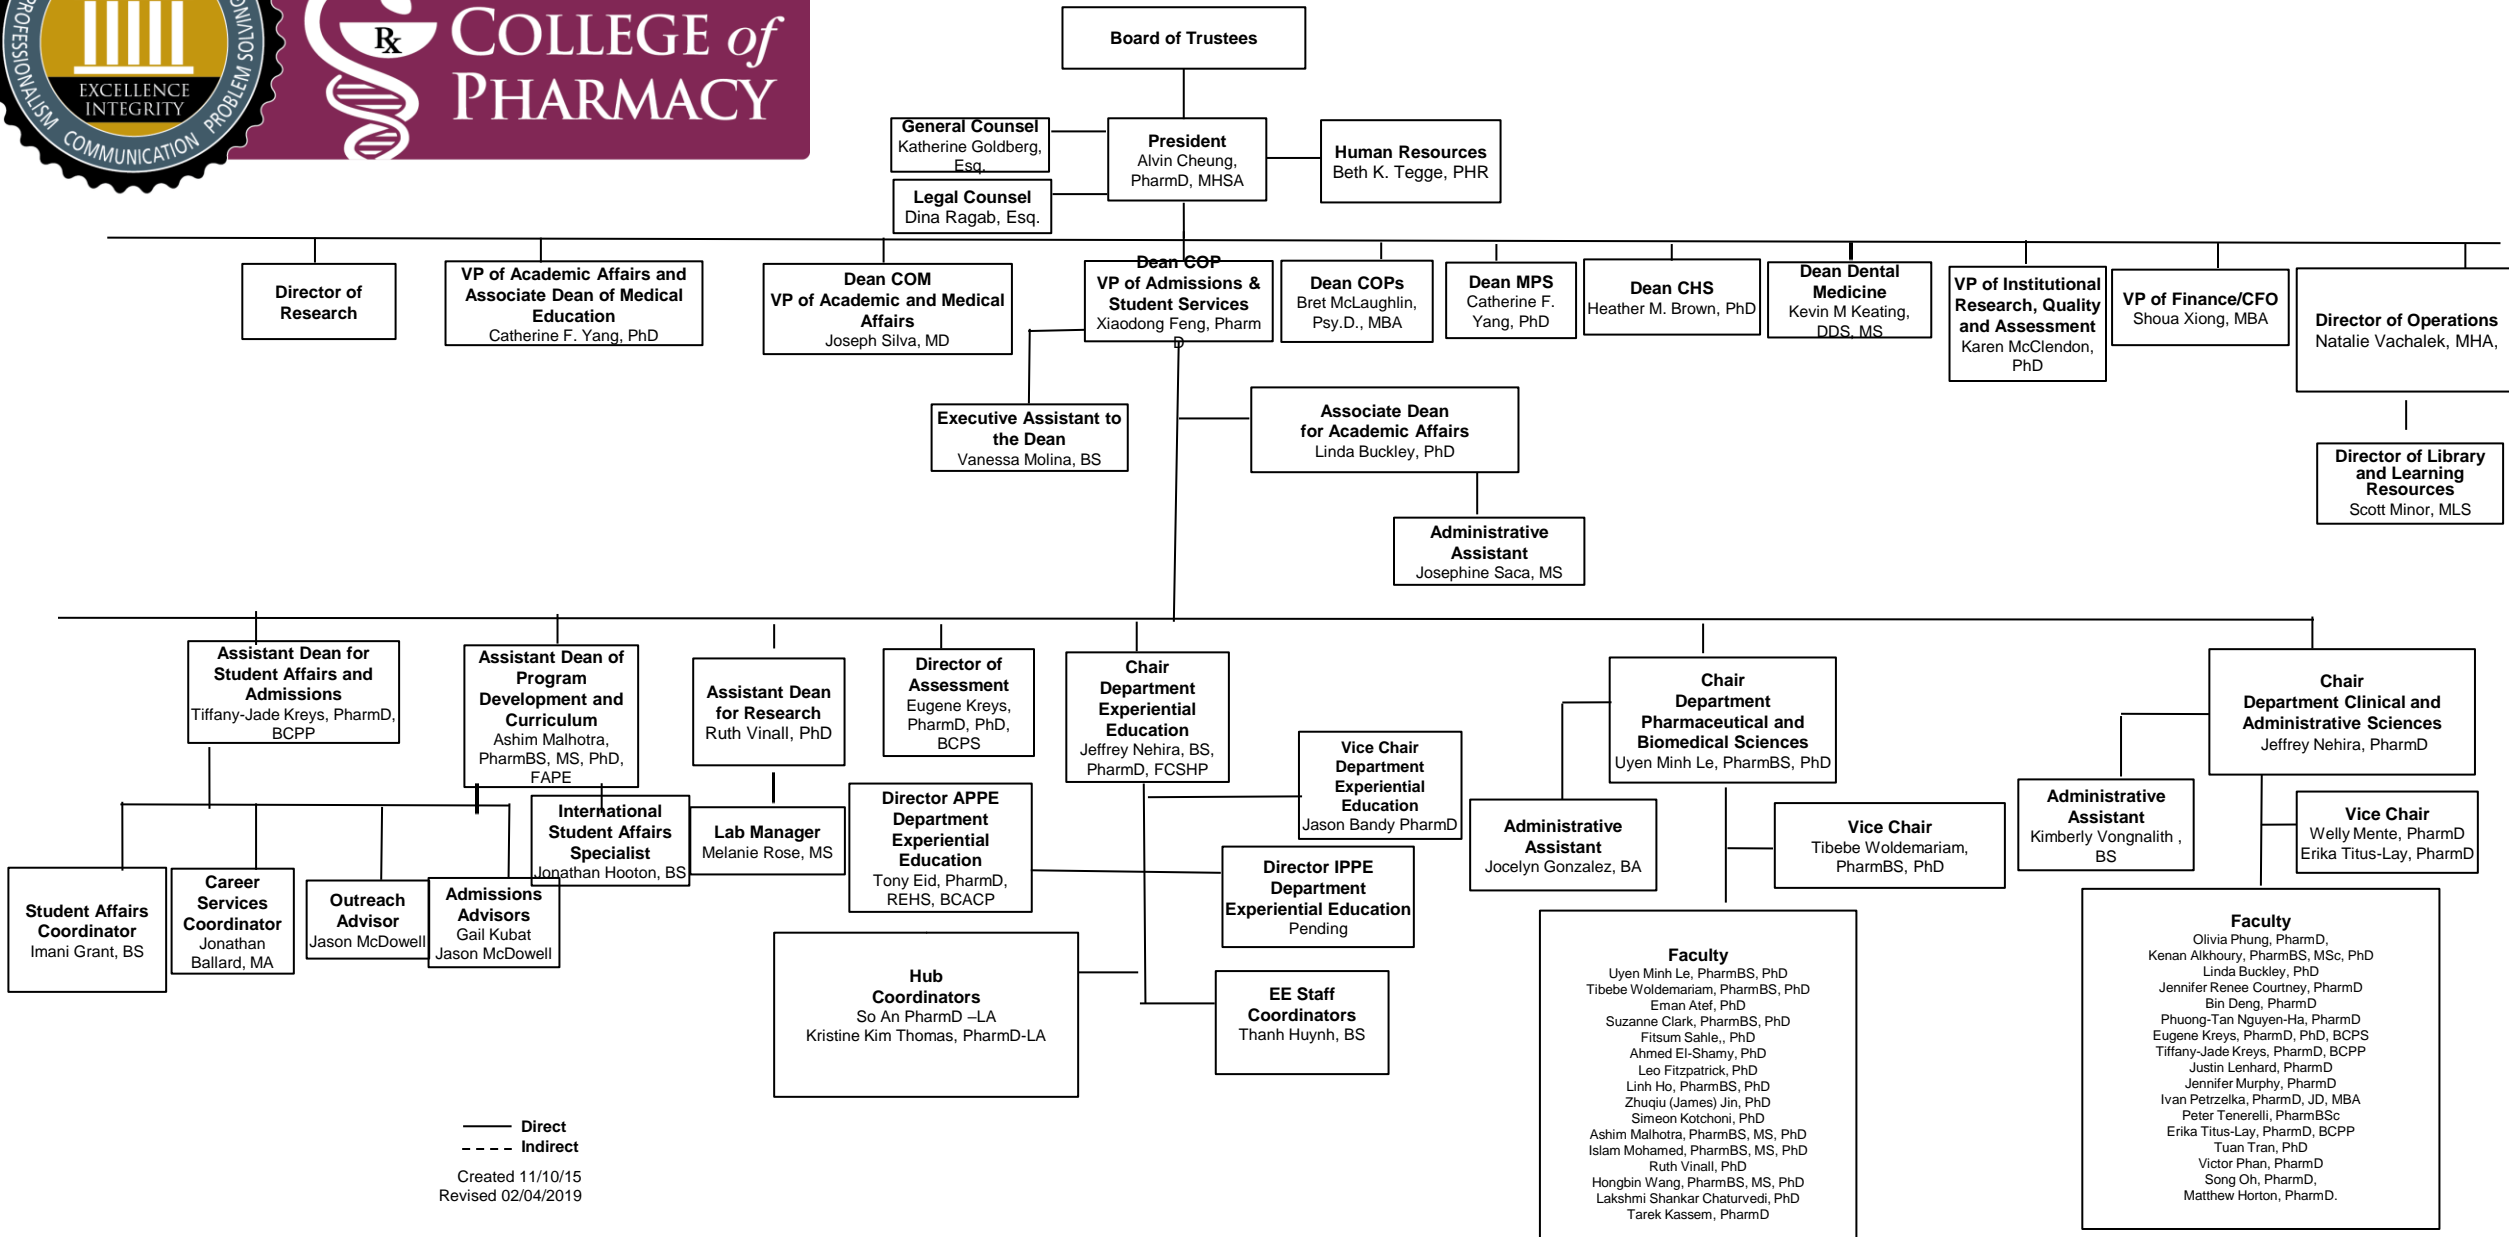 PROFESSIONALISM COMMUNICATION PROBLEM SOLVING
EXCELLENCE
INTEGRITY
Rx
COLLEGE of
PHARMACY
Board of Trustees
General Counsel
Katherine Goldberg,
Esq.
Legal Counsel
Dina Ragab, Esq.
President
Alvin Cheung,
PharmD, MHSA
Human Resources
Beth K. Tegge, PHR
Director of
Research
VP of Academic Affairs and
Associate Dean of Medical
Education
Catherine F. Yang, PhD
Dean COM
VP of Academic and Medical
Affairs
Joseph Silva, MD
Dean COP
VP of Admissions &
Student Services
Xiaodong Feng, Pharm
D
Dean COPs
Bret McLaughlin,
Psy.D., MBA
Dean MPS
Catherine F.
Yang, PhD
Dean CHS
Heather M. Brown, PhD
Dean Dental
Medicine
Kevin M Keating,
DDS, MS
VP of Institutional
Research, Quality
and Assessment
Karen McClendon,
PhD
VP of Finance/CFO
Shoua Xiong, MBA
Director of Operations
Natalie Vachalek, MHA,
Executive Assistant to
the Dean
Vanessa Molina, BS
Associate Dean
for Academic Affairs
Linda Buckley, PhD
Director of Library
and Learning
Resources
Scott Minor, MLS
Administrative
Assistant
Josephine Saca, MS
Assistant Dean for
Student Affairs and
Admissions
Tiffany-Jade Kreys, PharmD,
BCPP
Assistant Dean of
Program
Development and
Curriculum
Ashim Malhotra,
PharmBS, MS, PhD,
FAPE
Assistant Dean
for Research
Ruth Vinall, PhD
Director of
Assessment
Eugene Kreys,
PharmD, PhD,
BCPS
Chair
Department
Experiential
Education
Jeffrey Nehira, BS,
PharmD, FCSHP
Vice Chair
Department
Experiential
Education
Jason Bandy PharmD
Chair
Department
Pharmaceutical and
Biomedical Sciences
Uyen Minh Le, PharmBS, PhD
Chair
Department Clinical and
Administrative Sciences
Jeffrey Nehira, PharmD
International
Student Affairs
Specialist
Jonathan Hooton, BS
Lab Manager
Melanie Rose, MS
Director APPE
Department
Experiential
Education
Tony Eid, PharmD,
REHS, BCACP
Director IPPE
Department
Experiential Education
Pending
Administrative
Assistant
Jocelyn Gonzalez, BA
Vice Chair
Tibebe Woldemariam,
PharmBS, PhD
Administrative
Assistant
Kimberly Vongnalith ,
BS
Vice Chair
Welly Mente, PharmD
Erika Titus-Lay, PharmD
Student Affairs
Coordinator
Imani Grant, BS
Career
Services
Coordinator
Jonathan
Ballard, MA
Outreach
Advisor
Jason McDowell
Admissions
Advisors
Gail Kubat
Jason McDowell
Hub
Coordinators
So An PharmD –LA
Kristine Kim Thomas, PharmD-LA
EE Staff
Coordinators
Thanh Huynh, BS
Faculty
Uyen Minh Le, PharmBS, PhD
Tibebe Woldemariam, PharmBS, PhD
Eman Atef, PhD
Suzanne Clark, PharmBS, PhD
Fitsum Sahle,, PhD
Ahmed El-Shamy, PhD
Leo Fitzpatrick, PhD
Linh Ho, PharmBS, PhD
Zhuqiu (James) Jin, PhD
Simeon Kotchoni, PhD
Ashim Malhotra, PharmBS, MS, PhD
Islam Mohamed, PharmBS, MS, PhD
Ruth Vinall, PhD
Hongbin Wang, PharmBS, MS, PhD
Lakshmi Shankar Chaturvedi, PhD
Tarek Kassem, PharmD
Faculty
Olivia Phung, PharmD,
Kenan Alkhoury, PharmBS, MSc, PhD
Linda Buckley, PhD
Jennifer Renee Courtney, PharmD
Bin Deng, PharmD
Phuong-Tan Nguyen-Ha, PharmD
Eugene Kreys, PharmD, PhD, BCPS
Tiffany-Jade Kreys, PharmD, BCPP
Justin Lenhard, PharmD
Jennifer Murphy, PharmD
Ivan Petrzelka, PharmD, JD, MBA
Peter Tenerelli, PharmBSc
Erika Titus-Lay, PharmD, BCPP
Tuan Tran, PhD
Victor Phan, PharmD
Song Oh, PharmD,
Matthew Horton, PharmD.
Direct
Indirect
Created 11/10/15
Revised 02/04/2019